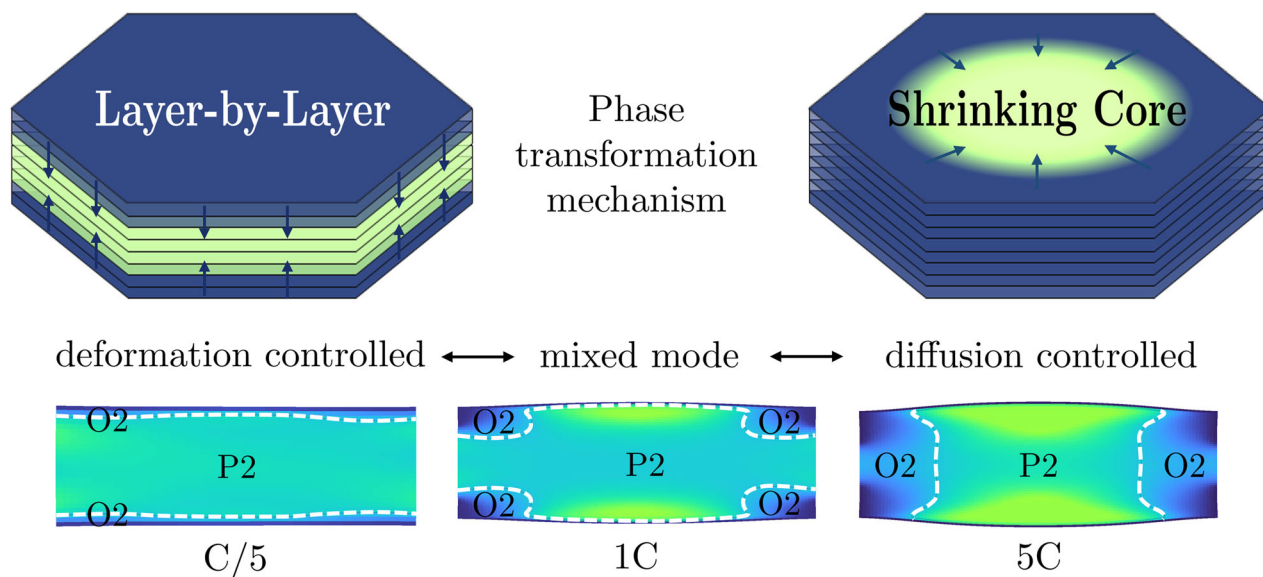 Layer-by-Layer
Phase
transformation
mechanism
Shrinking Core
deformation controlled
mixed mode
diffusion controlled
O2
P2
O2
O2
O2
P2
O2
O2
O2
P2
O2
C/5
1C
5C